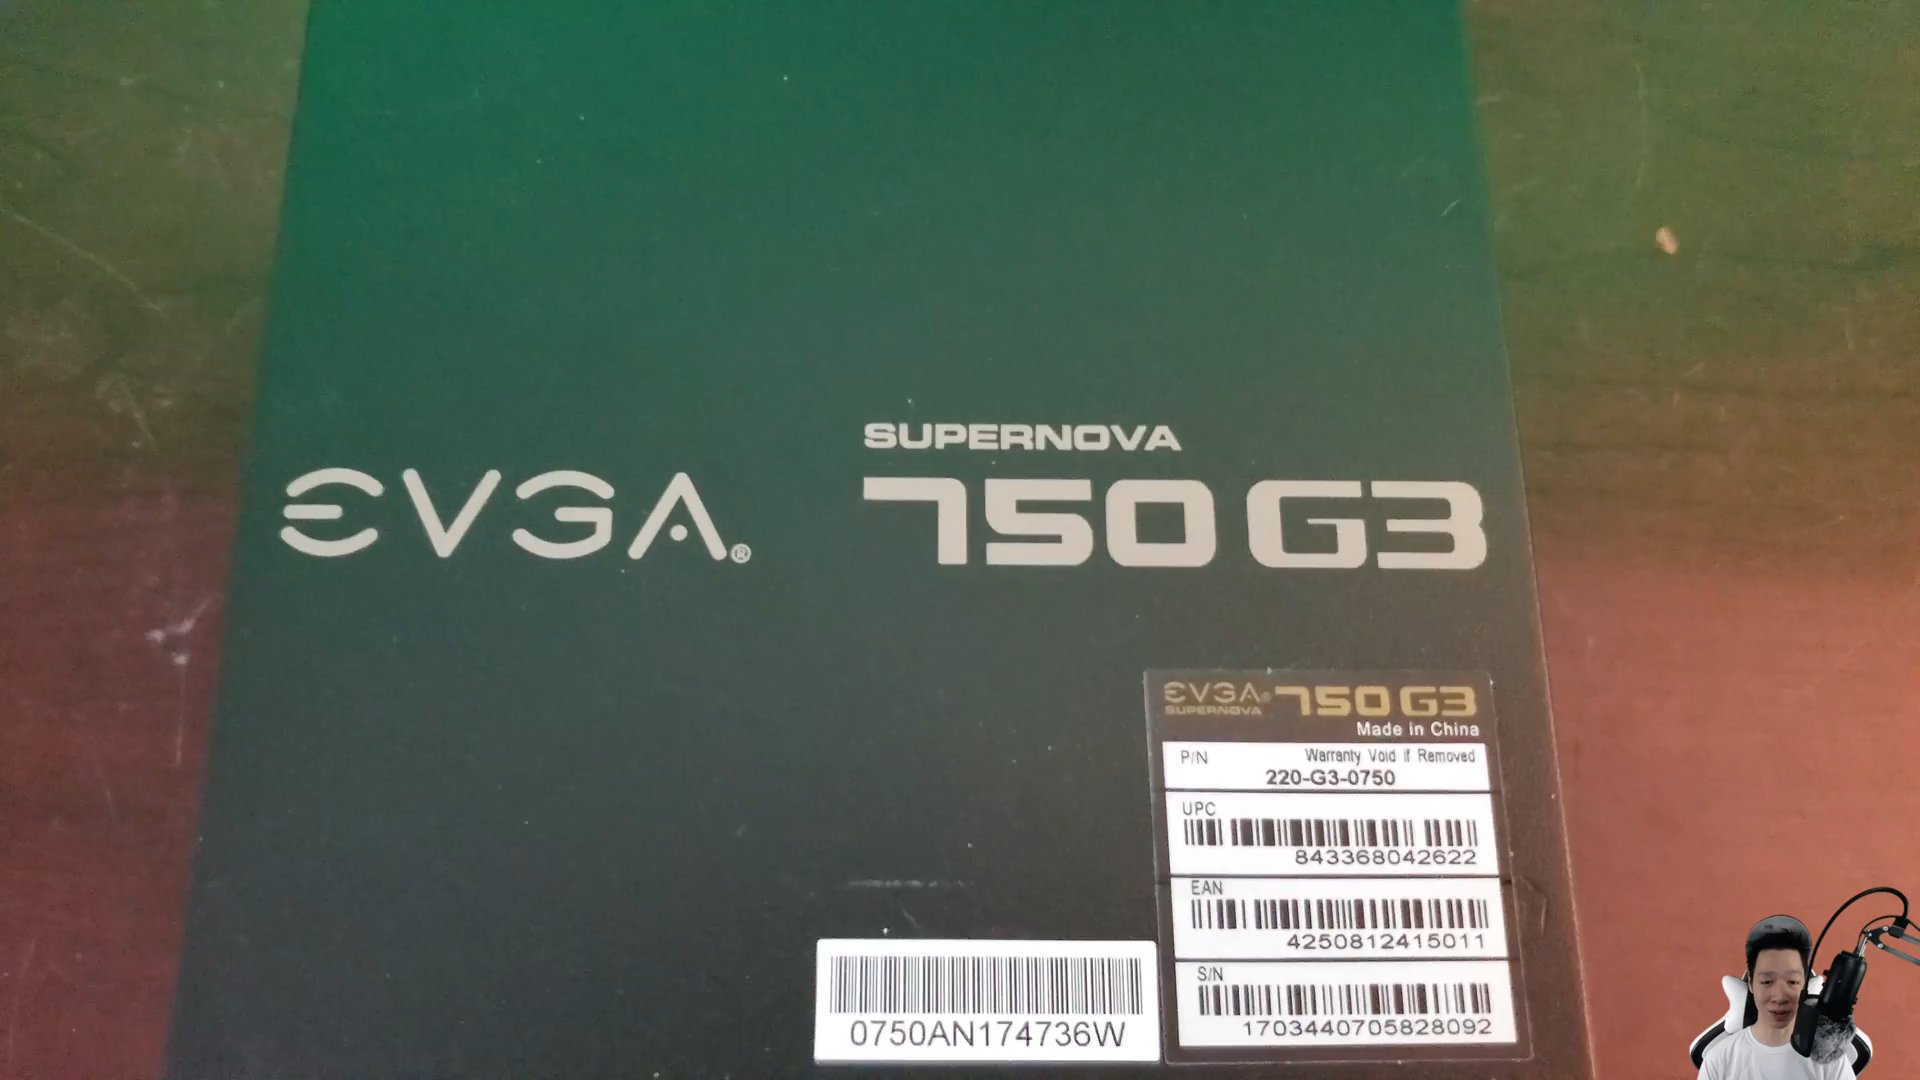 SUPERNOVA
EVGA® 750 G3
EVGA® SUPERNOVA 750 G3
Made in China
P/N Warranty Void if Removed
220-G3-0750
UPC
843368042622
EAN
4250812415011
S/N
1703440705828092
0750AN174736W